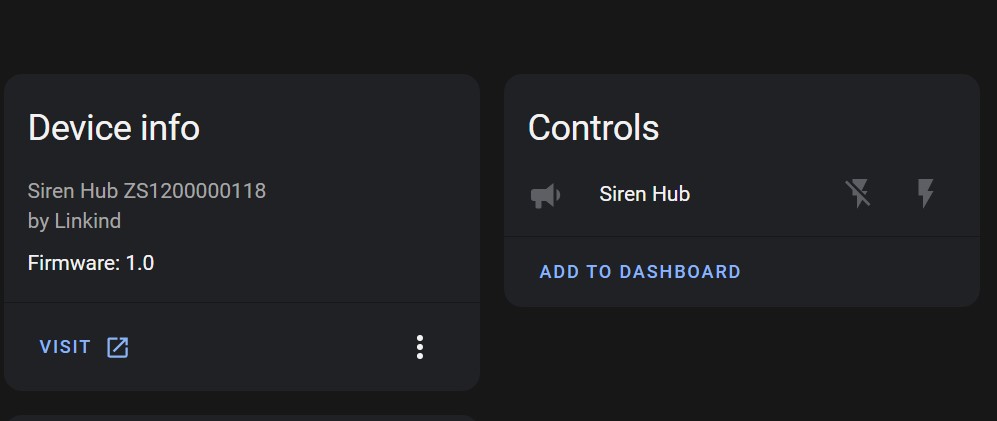 Device info
Siren Hub ZS1200000118
by Linkind
Firmware: 1.0
VISIT
Controls
Siren Hub
ADD TO DASHBOARD